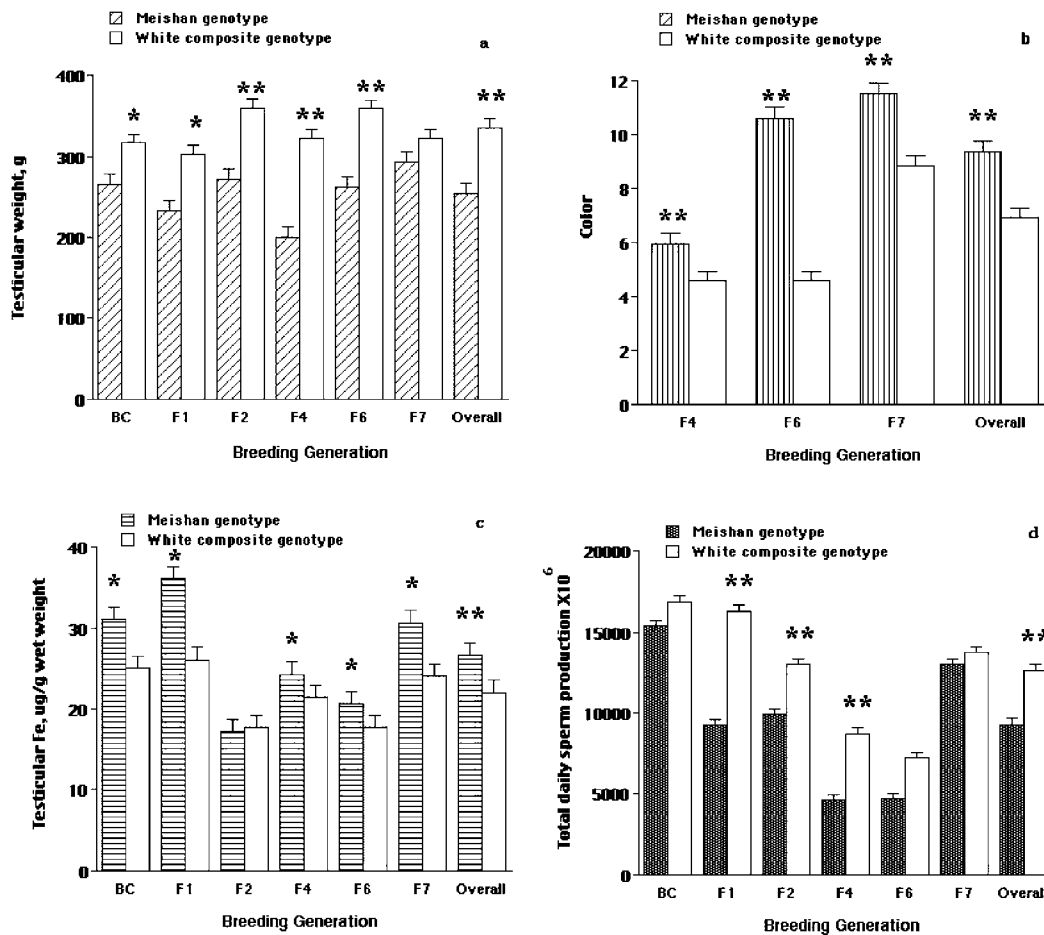 Meishan genotype
White composite genotype
a
Testicular weight, g
400
300
200
100
0
* * ** ** ** **
BC F1 F2 F4 F6 F7 Overall
Breeding Generation
Meishan genotype
White composite genotype
b
Color
12
10
8
6
4
2
0
** ** ** **
F4 F6 F7 Overall
Breeding Generation
Meishan genotype
White composite genotype
c
Testicular Fe, ug/g wet weight
40
30
20
10
0
* * * * * **
BC F1 F2 F4 F6 F7 Overall
Breeding Generation
Meishan genotype
White composite genotype
d
Total daily sperm production X10^6
20000
15000
10000
5000
0
** ** ** **
BC F1 F2 F4 F6 F7 Overall
Breeding Generation